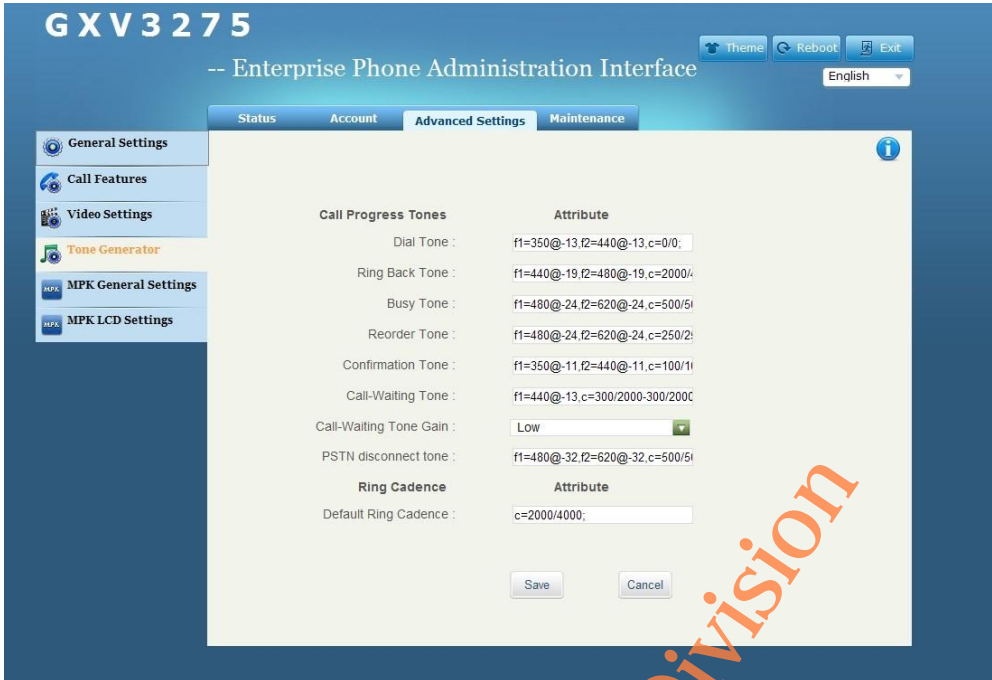 GXV3275
-- Enterprise Phone Administration Interface
Theme Reboot Exit
English
Status Account Advanced Settings Maintenance
General Settings
Call Features
Video Settings
Tone Generator
MPK MPK General Settings
MPK MPK LCD Settings
Call Progress Tones Attribute
Dial Tone : f1=350@-13,f2=440@-13,c=0/0;
Ring Back Tone : f1=440@-19,f2=480@-19,c=2000/
Busy Tone : f1=480@-24,f2=620@-24,c=500/5
Reorder Tone : f1=480@-24,f2=620@-24,c=250/2
Confirmation Tone : f1=350@-11,f2=440@-11,c=100/1
Call-Waiting Tone : f1=440@-13,c=300/2000-300/2000
Call-Waiting Tone Gain : Low
PSTN disconnect tone : f1=480@-32,f2=620@-32,c=500/5
Ring Cadence Attribute
Default Ring Cadence : c=2000/4000;
Save Cancel
Division